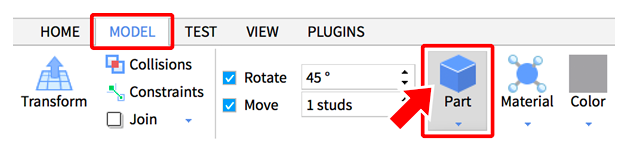 HOME MODEL TEST VIEW PLUGINS
Transform
Collisions
Constraints
Join
Rotate 45 °
Move 1 studs
Part
Material
Color